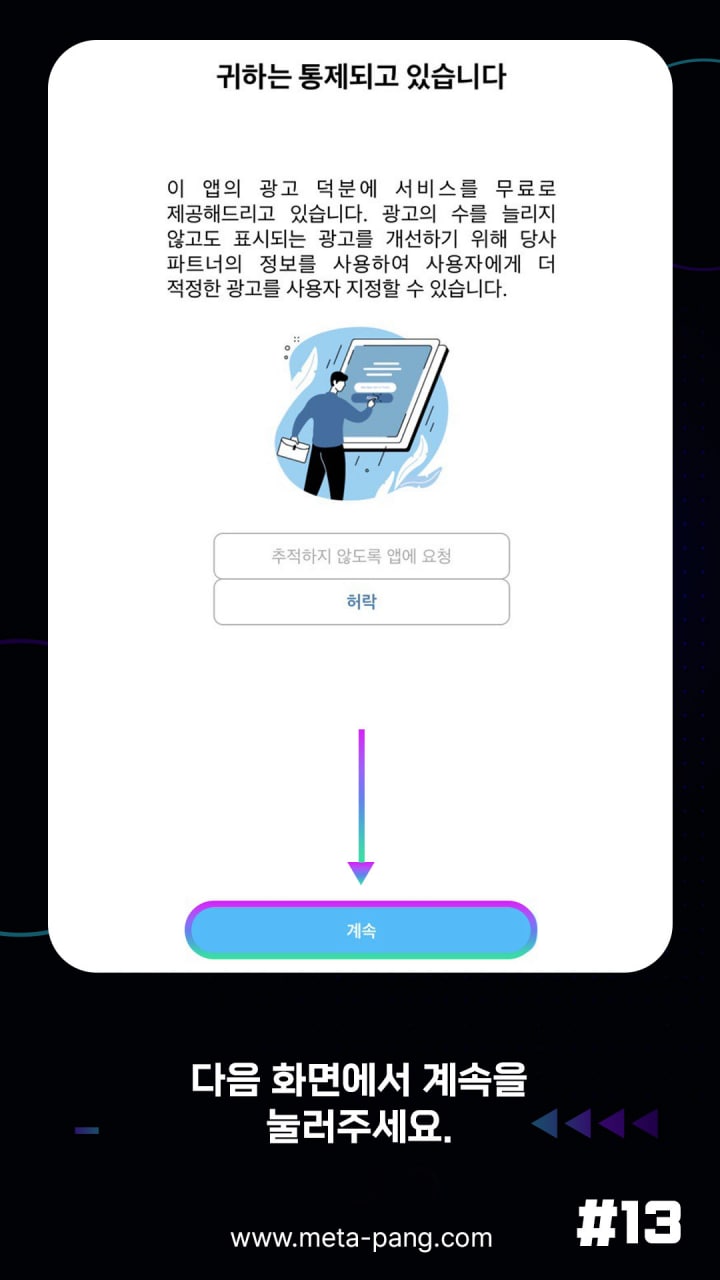 귀하는 통제되고 있습니다
이 앱의 광고 덕분에 서비스를 무료로
제공해드리고 있습니다. 광고의 수를 늘리지
않고도 표시되는 광고를 개선하기 위해 당사
파트너의 정보를 사용하여 사용자에게 더
적정한 광고를 사용자 지정할 수 있습니다.
추적하지 않도록 앱에 요청
허락
계속
다음 화면에서 계속을
눌러주세요.
#13
www.meta-pang.com